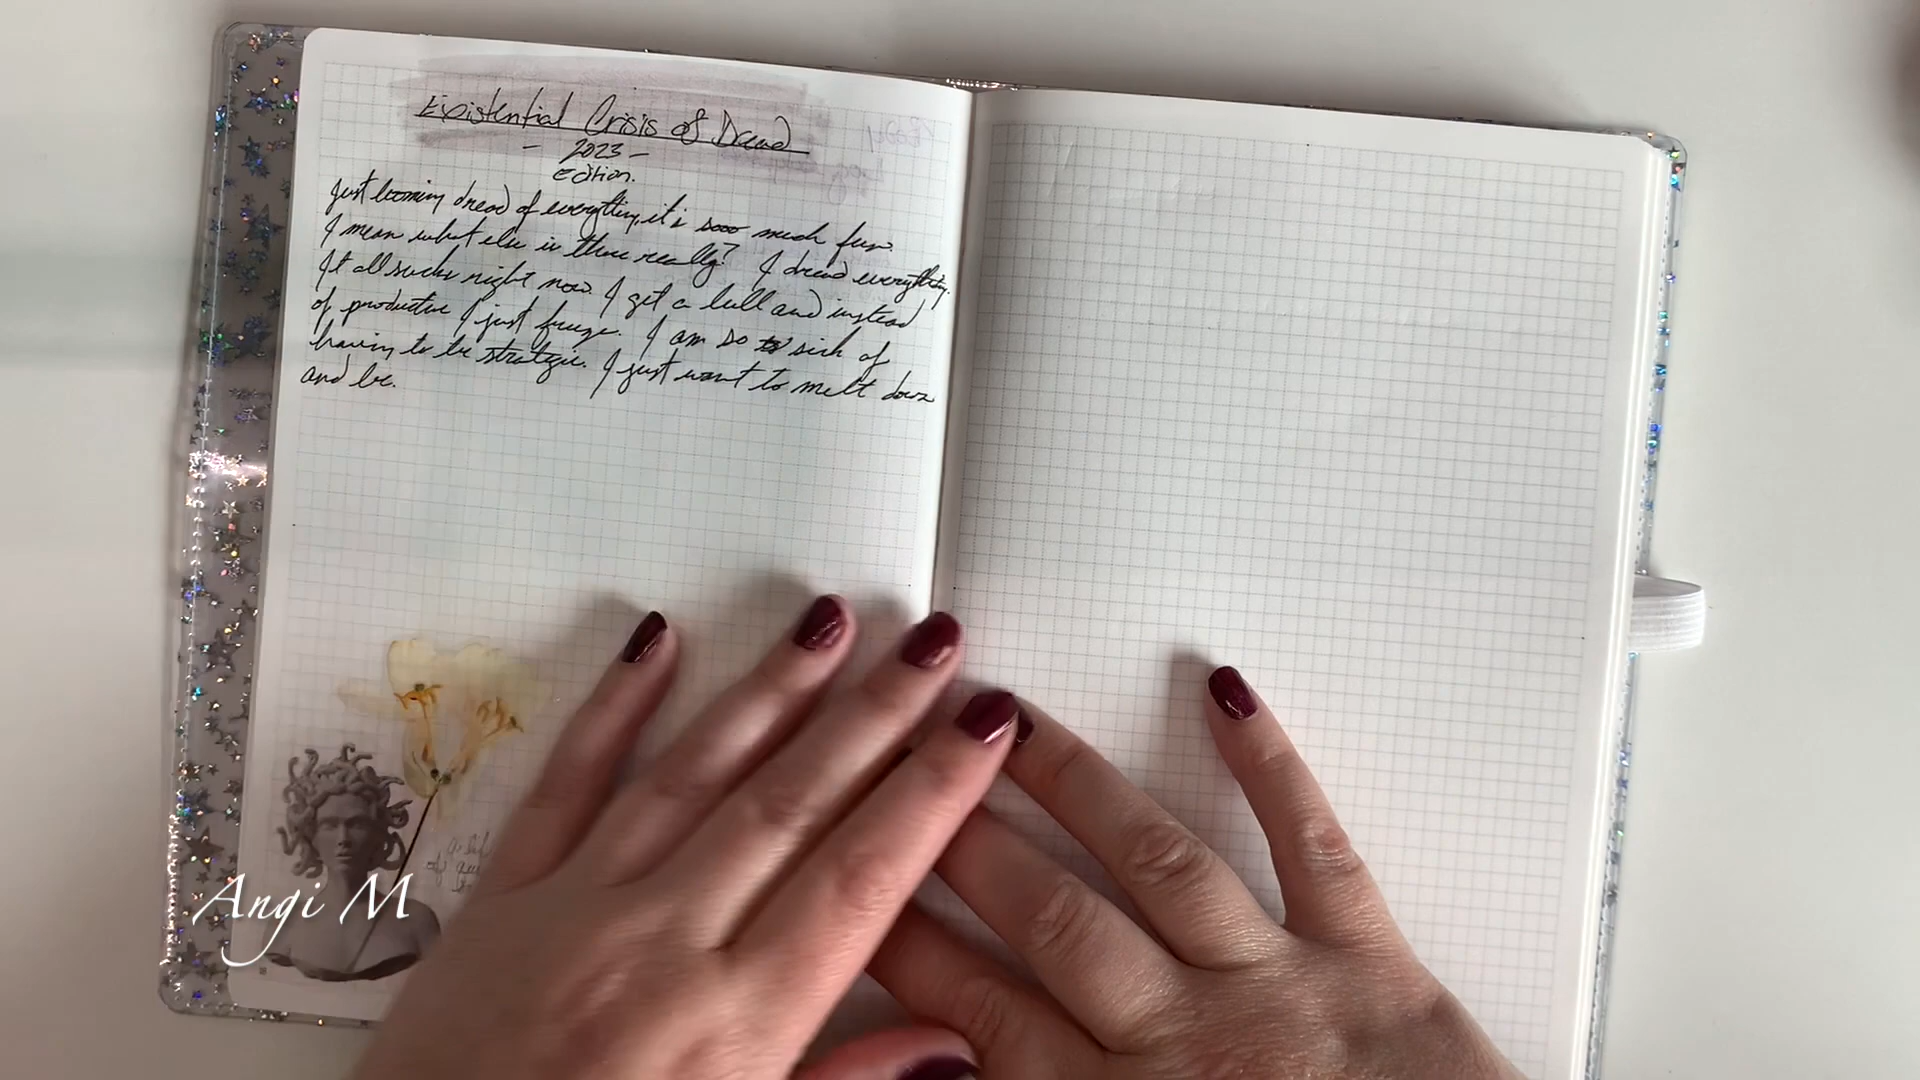 Existential Crisis of Dread
- 2023 -
Edition.
Just looming dread of everything, it's sooo much fun.
I mean what else is there really? I dread everything.
It all sucks right now. I get a lull and instead
of productive I just freeze. I am so sick of
having to be strategic. I just want to melt down
and be.
of
Angi M